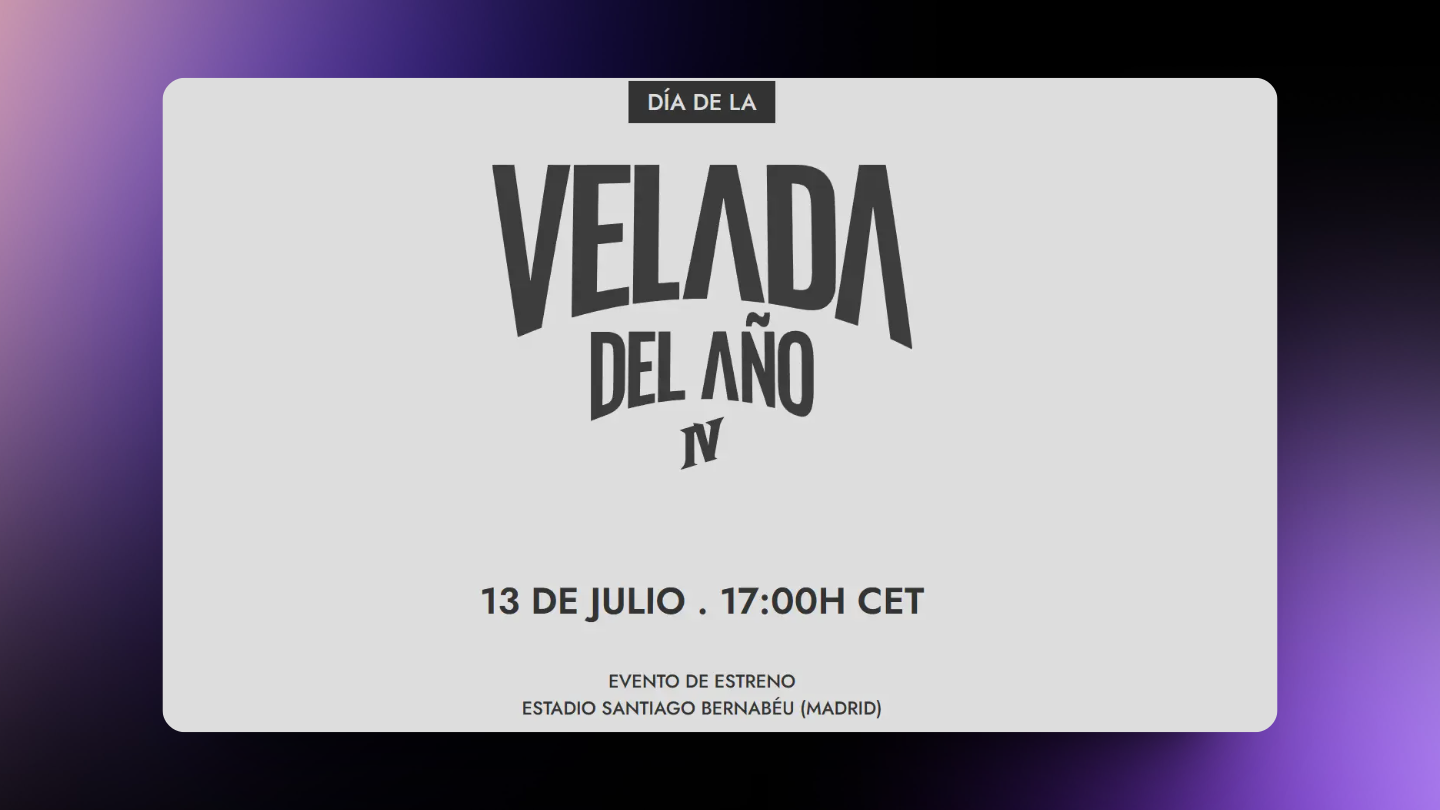 DÍA DE LA
VELADA
DEL AÑO
IV
13 DE JULIO . 17:00H CET
EVENTO DE ESTRENO
ESTADIO SANTIAGO BERNABÉU (MADRID)